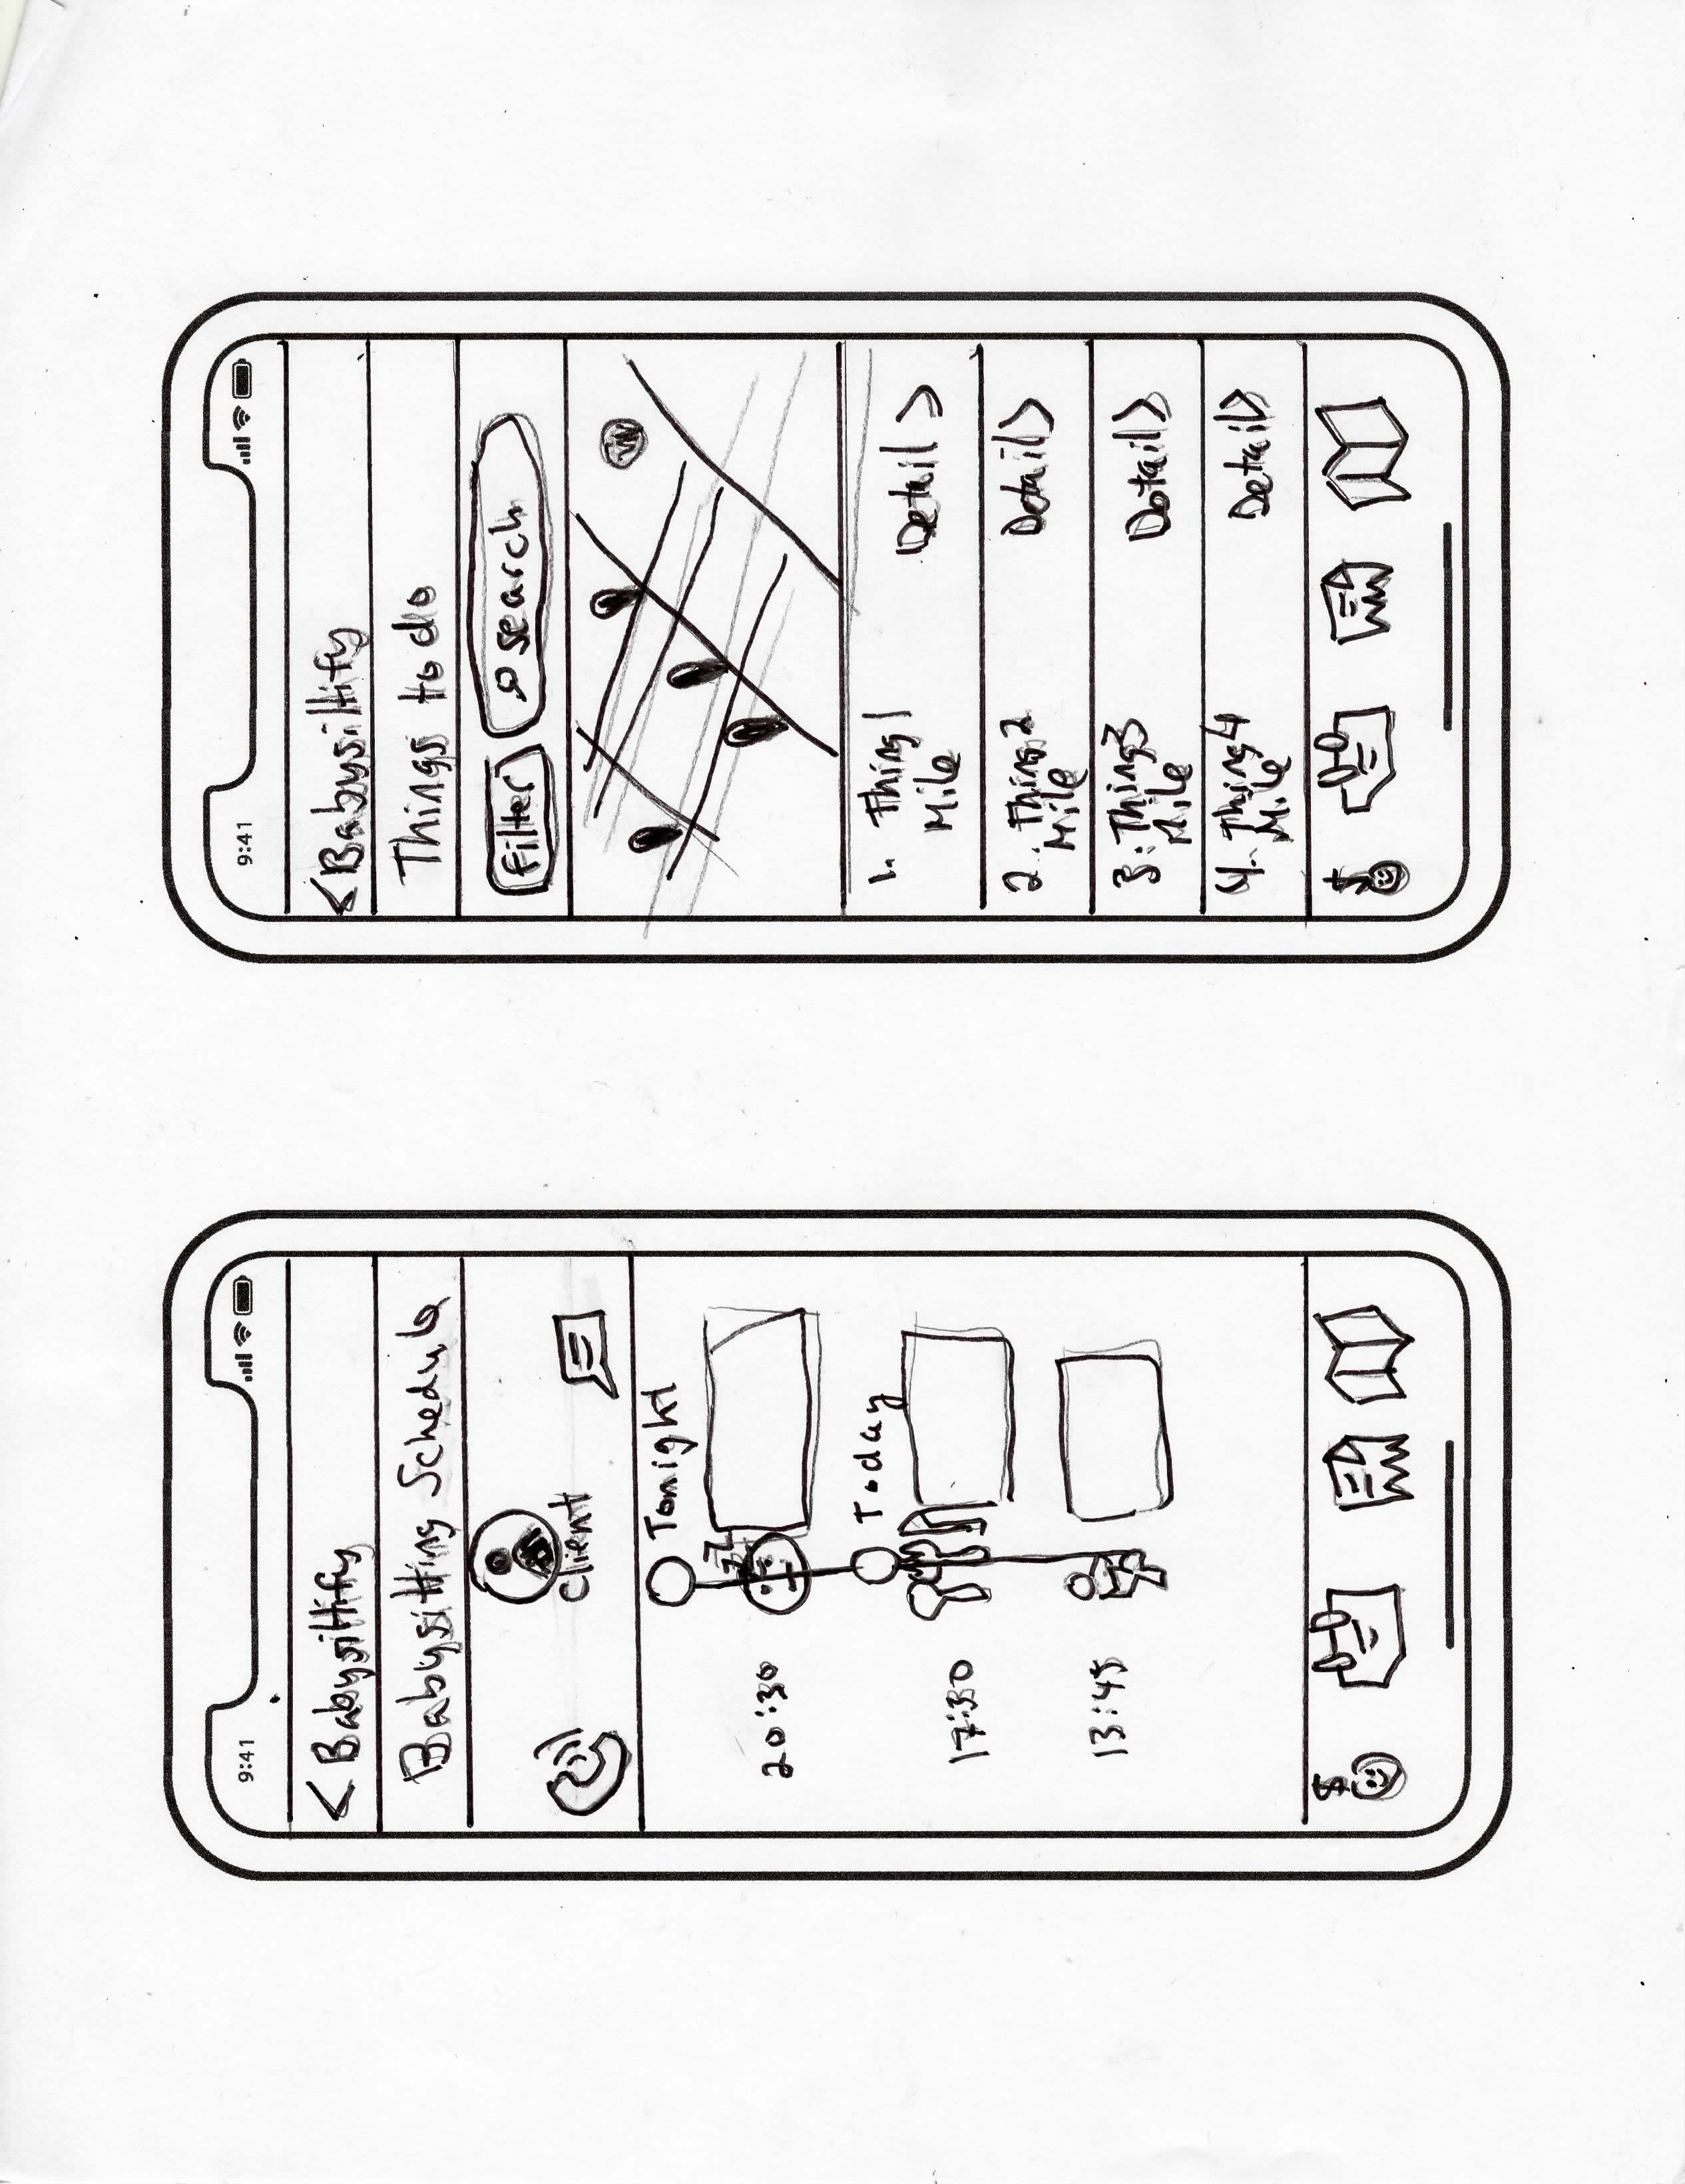 9:41
< Babysittify
Babysitting Schedule
Client
Tonight
20:30
Today
17:30
13:45
9:41
< Babysittify
Things to do
Filter
search
1. Thing 1 Detail >
Mile
2. Thing 2 Detail >
Mile
3. Thing 3 Detail >
Mile
4. Thing 4 Detail >
Mile
$
$